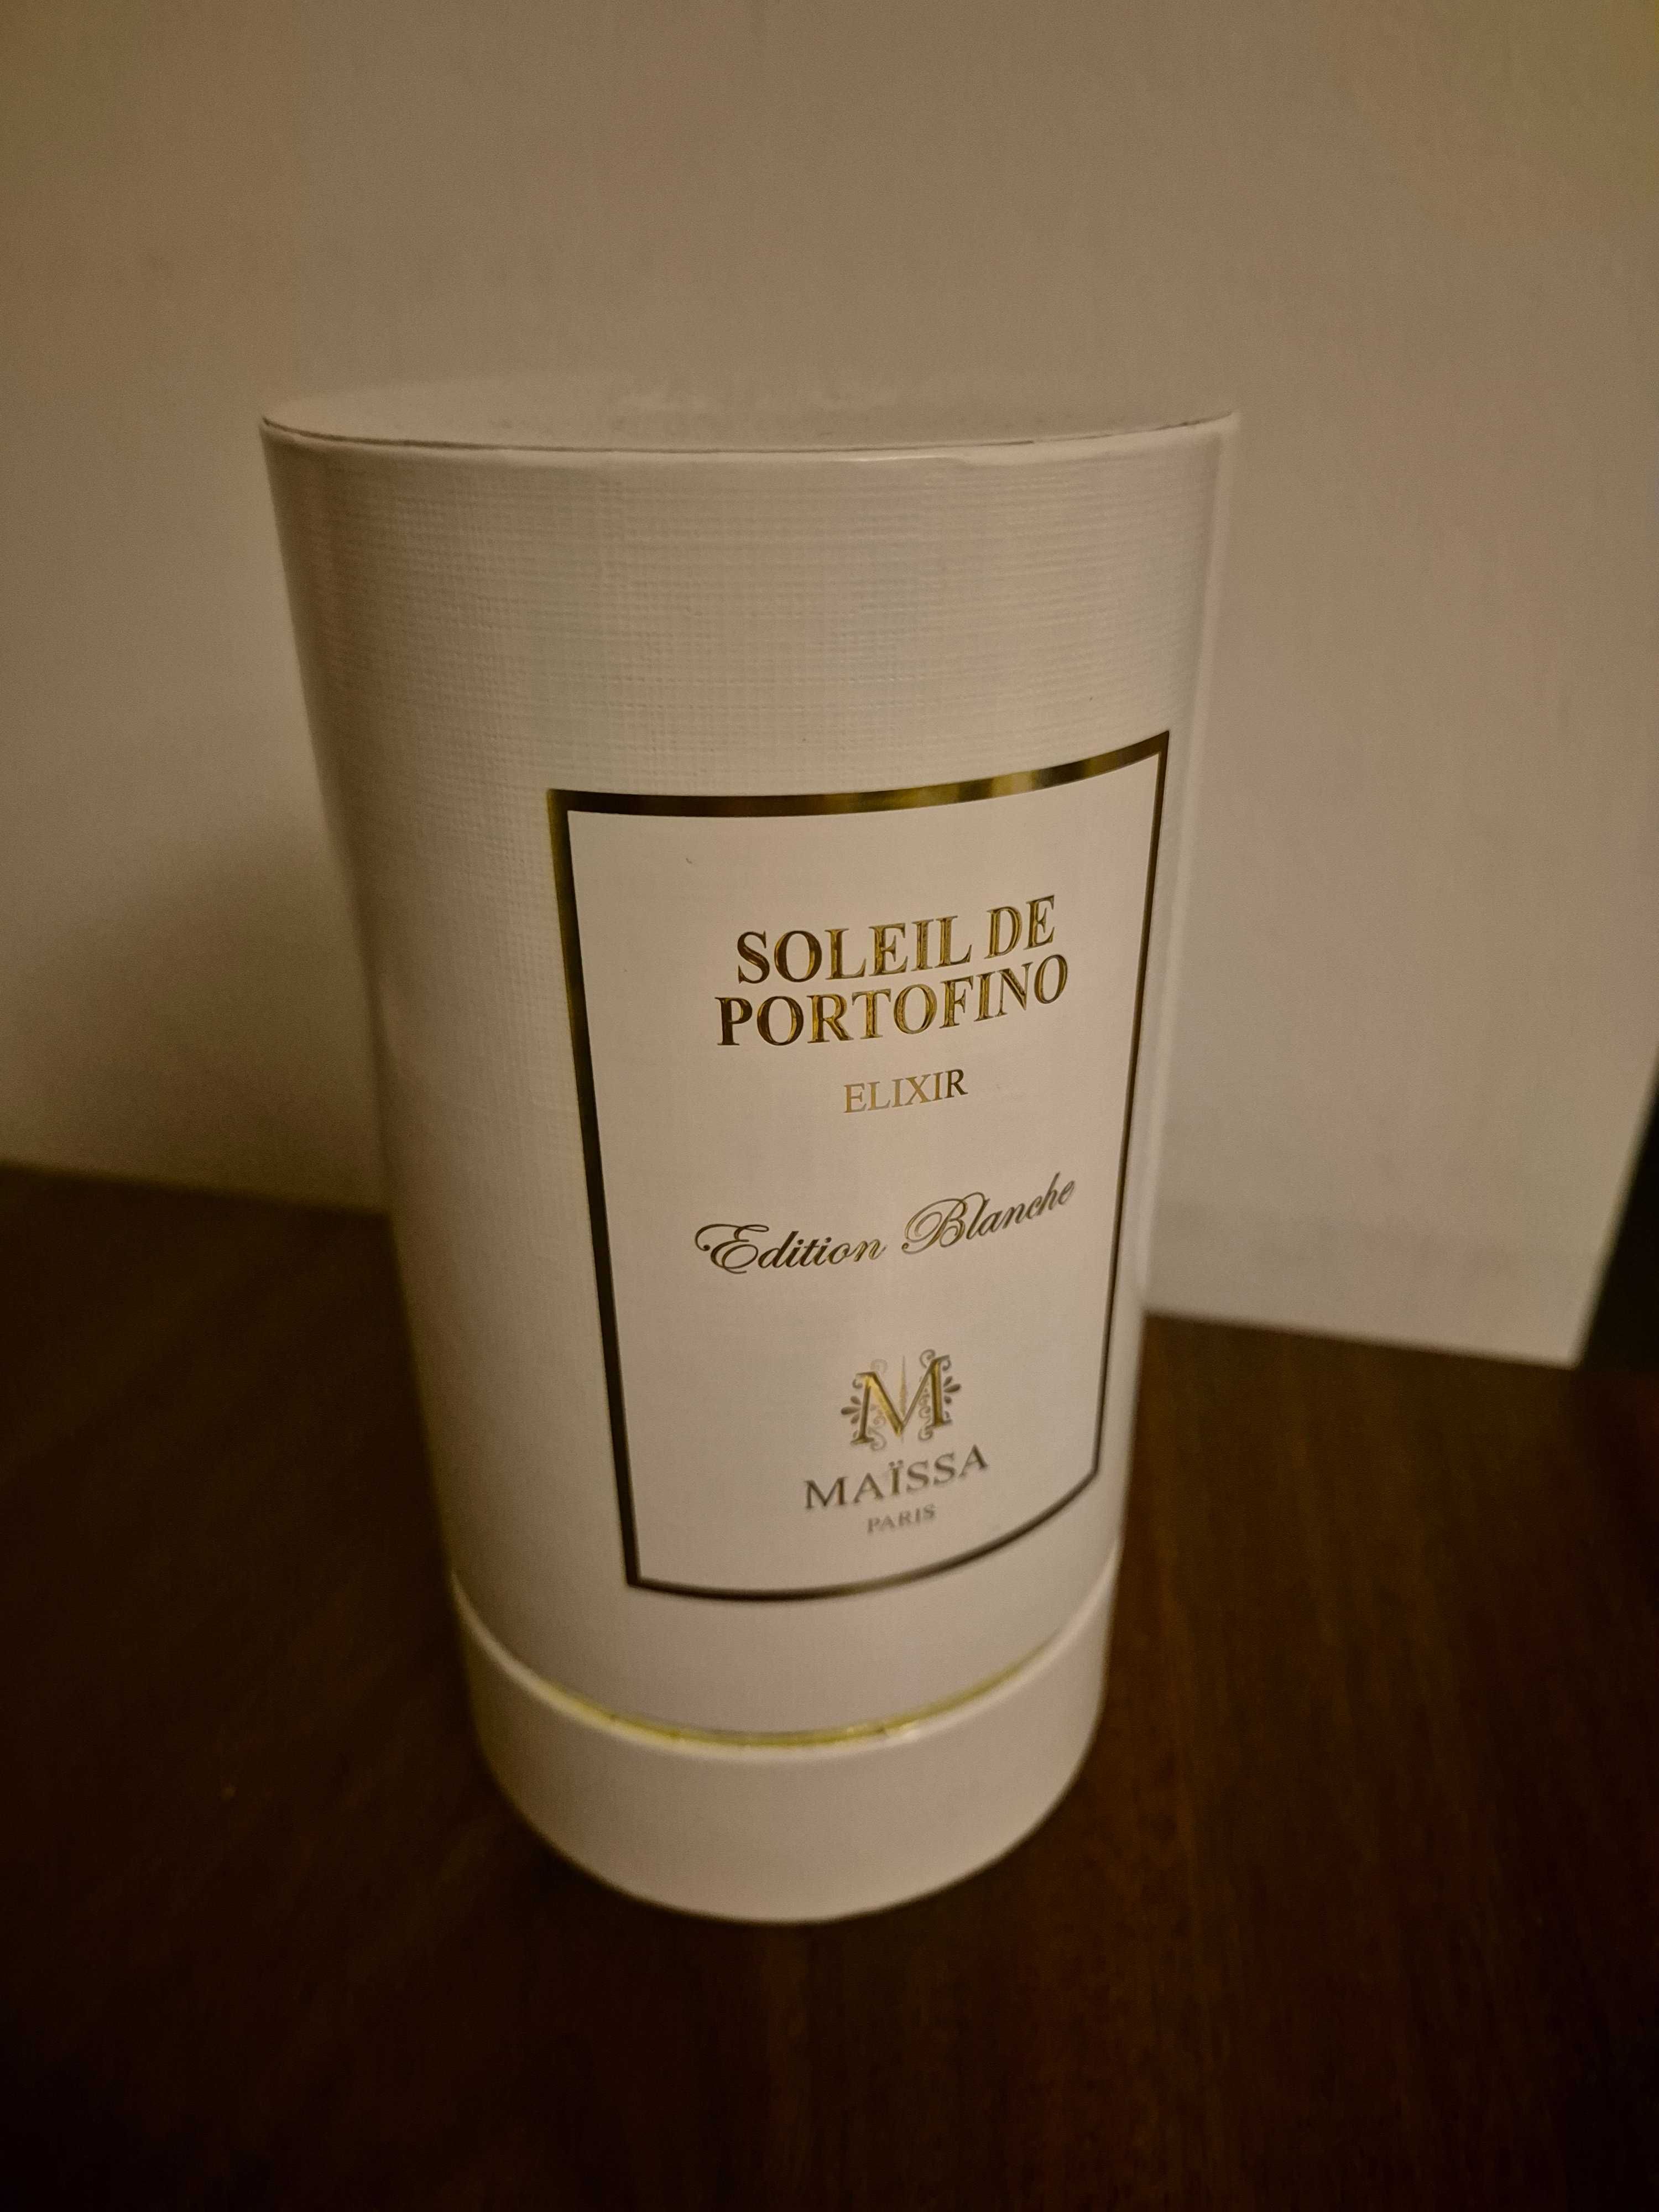 SOLEIL DE
PORTOFINO
ELIXIR
Edition Blanche
M
MAÏSSA
PARIS